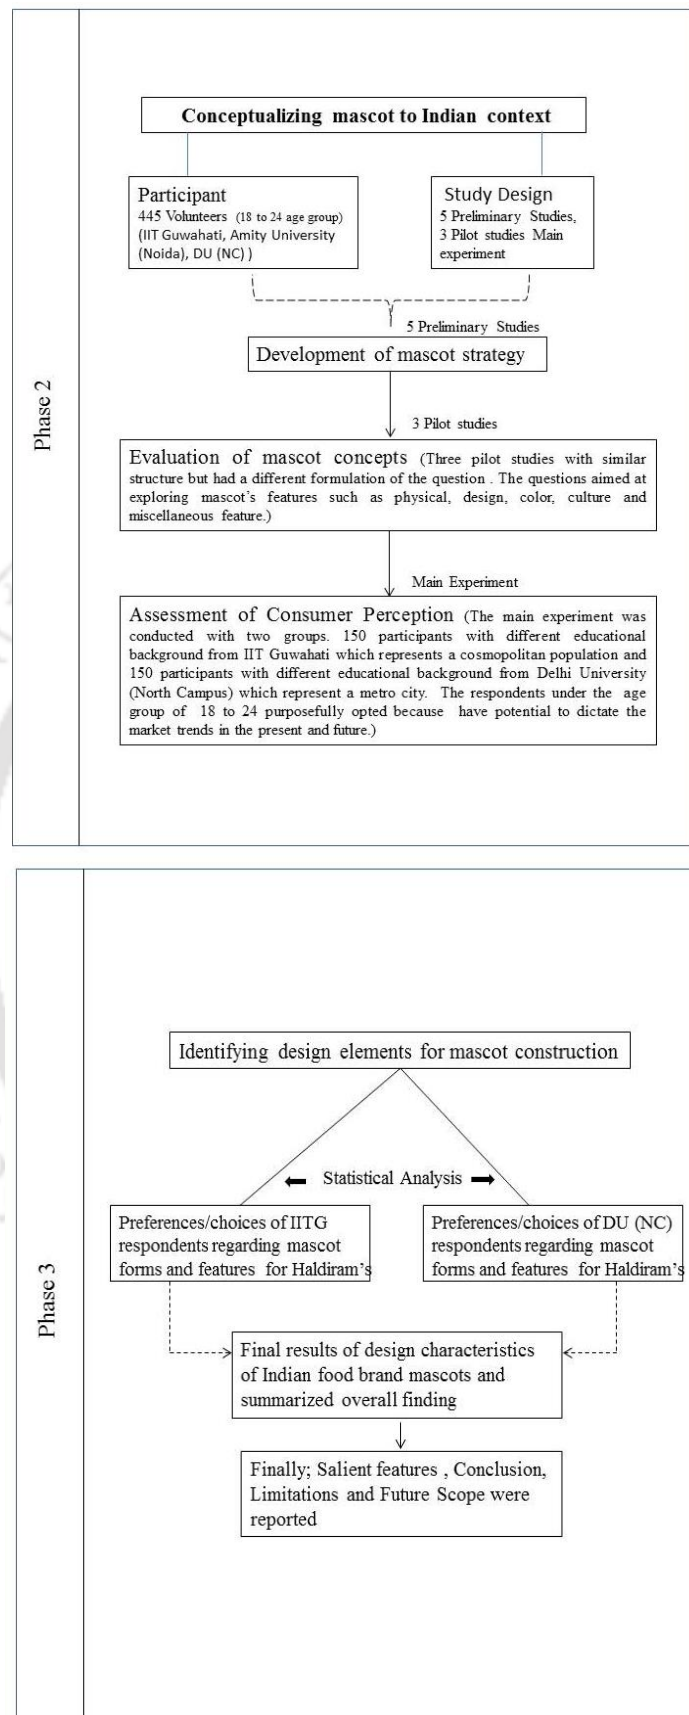 Phase 2
Conceptualizing mascot to Indian context
Participant
445 Volunteers (18 to 24 age group)
(IIT Guwahati, Amity University
(Noida), DU (NC) )
Study Design
5 Preliminary Studies,
3 Pilot studies Main
experiment
5 Preliminary Studies
Development of mascot strategy
3 Pilot studies
Evaluation of mascot concepts (Three pilot studies with similar
structure but had a different formulation of the question . The questions aimed at
exploring mascot's features such as physical, design, color, culture and
miscellaneous feature.)
Main Experiment
Assessment of Consumer Perception (The main experiment was
conducted with two groups. 150 participants with different educational
background from IIT Guwahati which represents a cosmopolitan population and
150 participants with different educational background from Delhi University
(North Campus) which represent a metro city. The respondents under the age
group of 18 to 24 purposefully opted because have potential to dictate the
market trends in the present and future.)
Phase 3
Identifying design elements for mascot construction
Statistical Analysis
Preferences/choices of IITG
respondents regarding mascot
forms and features for Haldiram's
Preferences/choices of DU (NC)
respondents regarding mascot
forms and features for Haldiram's
Final results of design characteristics
of Indian food brand mascots and
summarized overall finding
Finally; Salient features , Conclusion,
Limitations and Future Scope were
reported